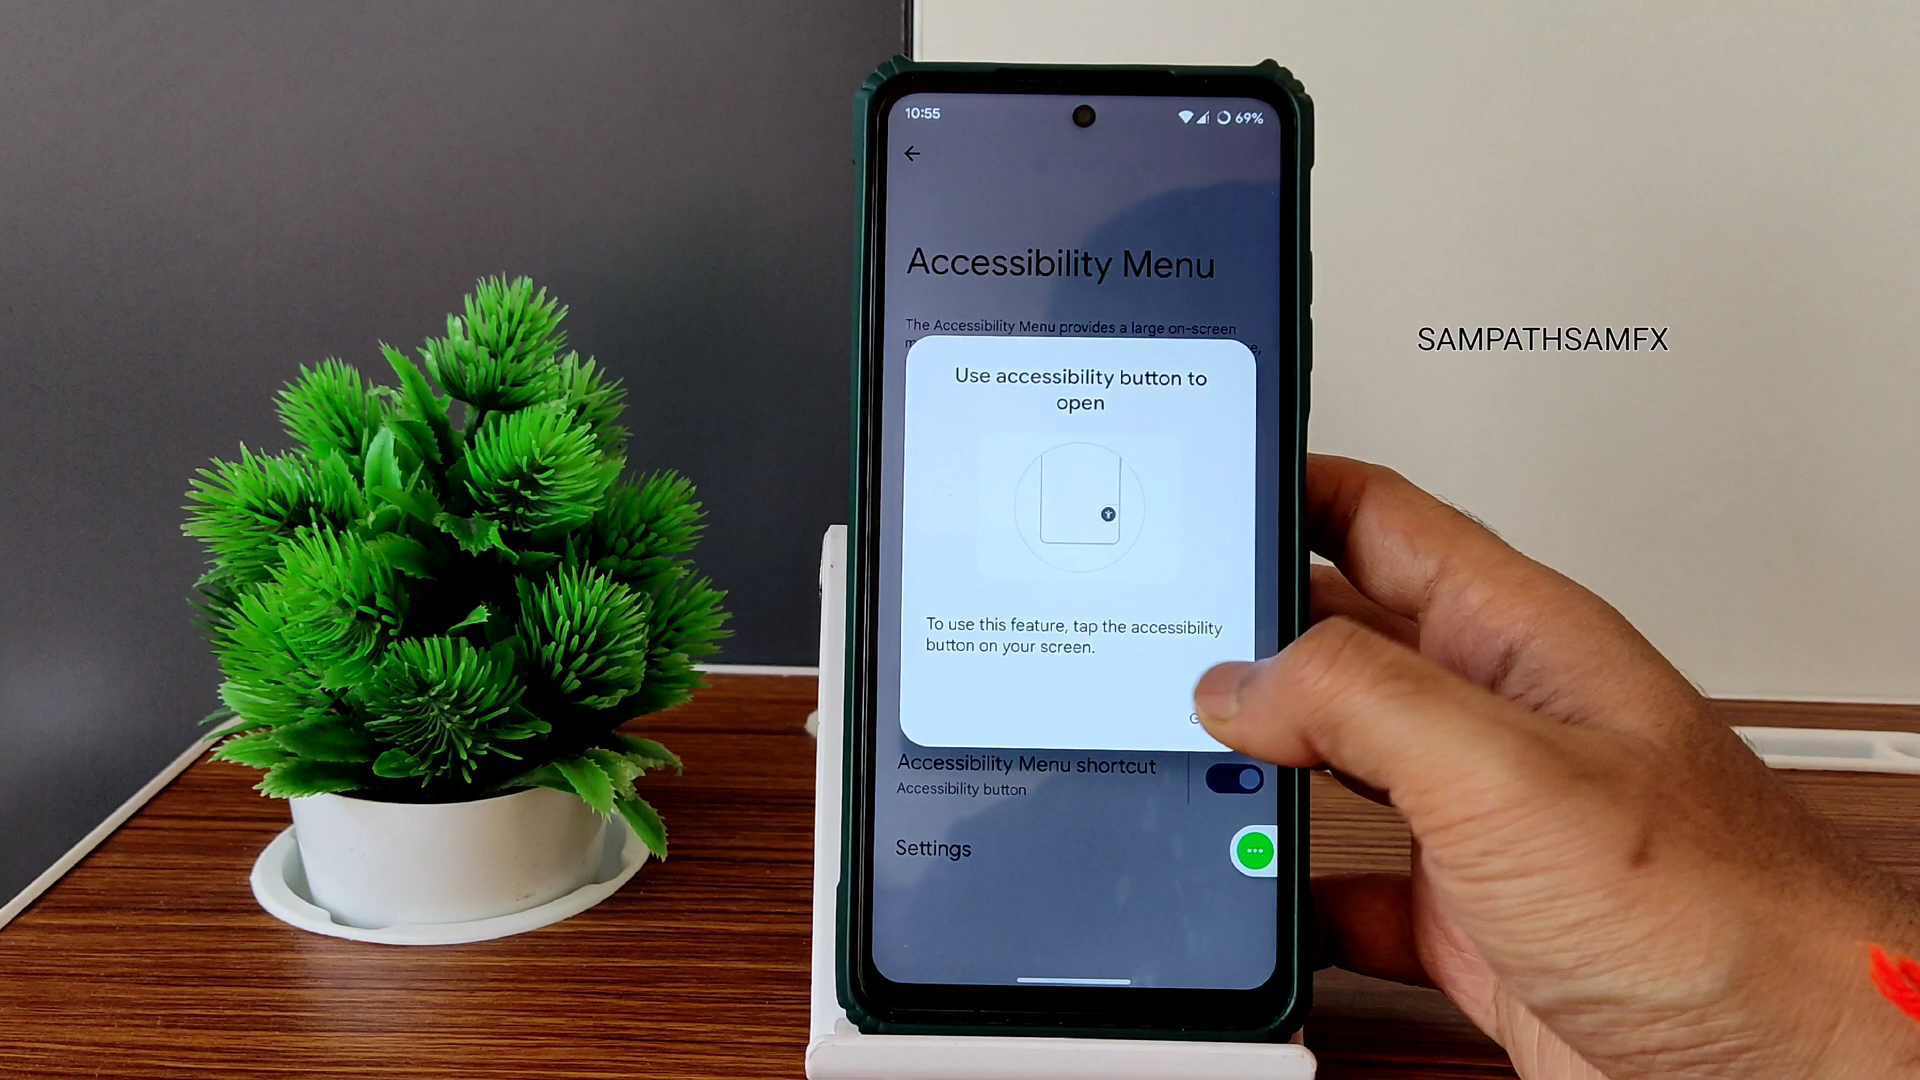 10:55
69%
Accessibility Menu
The Accessibility Menu provides a large on-screen
Use accessibility button to
open
To use this feature, tap the accessibility
button on your screen.
Accessibility Menu shortcut
Accessibility button
Settings
SAMPATHSAMFX